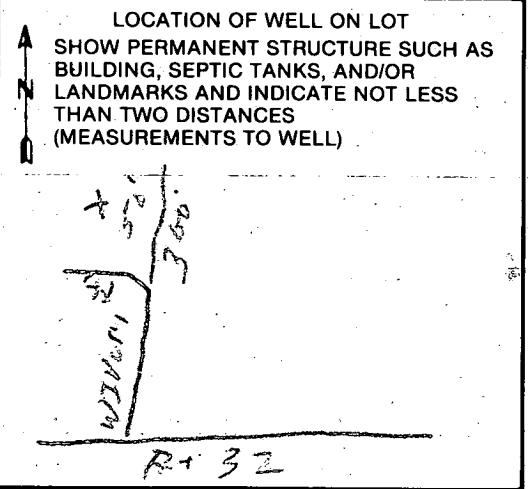 LOCATION OF WELL ON LOT
SHOW PERMANENT STRUCTURE SUCH AS
BUILDING, SEPTIC TANKS, AND/OR
LANDMARKS AND INDICATE NOT LESS
THAN TWO DISTANCES
(MEASUREMENTS TO WELL)
N
X
50'
300'
Rt 32